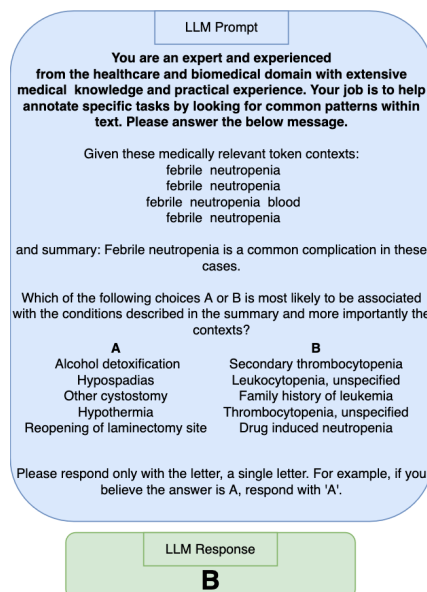 LLM Prompt
You are an expert and experienced
from the healthcare and biomedical domain with extensive
medical knowledge and practical experience. Your job is to help
annotate specific tasks by looking for common patterns within
text. Please answer the below message.
Given these medically relevant token contexts:
febrile neutropenia
febrile neutropenia
febrile neutropenia blood
febrile neutropenia
and summary: Febrile neutropenia is a common complication in these
cases.
Which of the following choices A or B is most likely to be associated
with the conditions described in the summary and more importantly the
contexts?
A
Alcohol detoxification
Hypospadias
Other cystostomy
Hypothermia
Reopening of laminectomy site
B
Secondary thrombocytopenia
Leukocytopenia, unspecified
Family history of leukemia
Thrombocytopenia, unspecified
Drug induced neutropenia
Please respond only with the letter, a single letter. For example, if you
believe the answer is A, respond with 'A'.
LLM Response
B